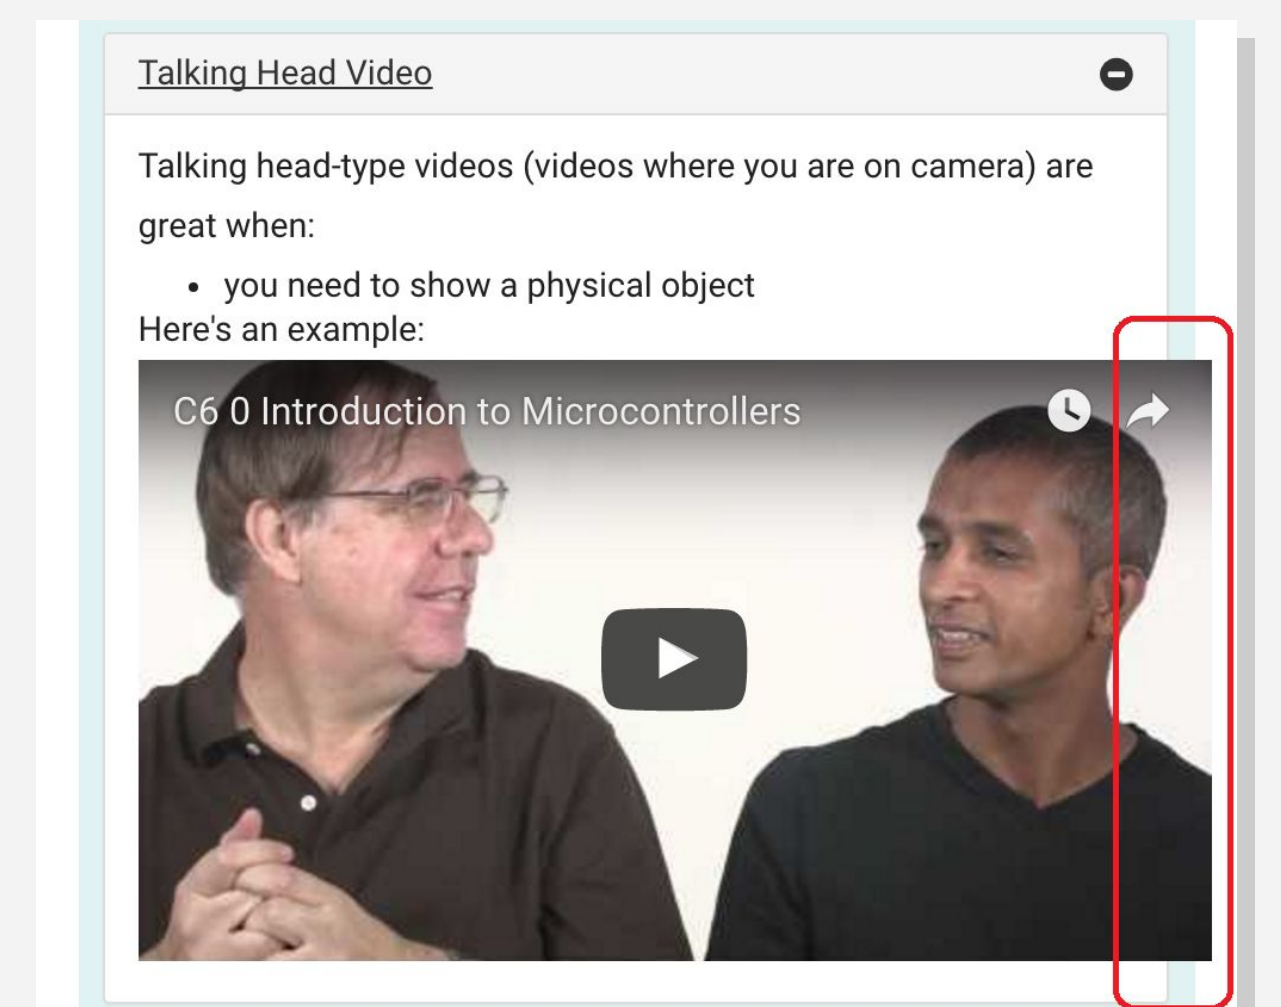 Talking Head Video
Talking head-type videos (videos where you are on camera) are
great when:
• you need to show a physical object
Here's an example:
C6 0 Introduction to Microcontrollers